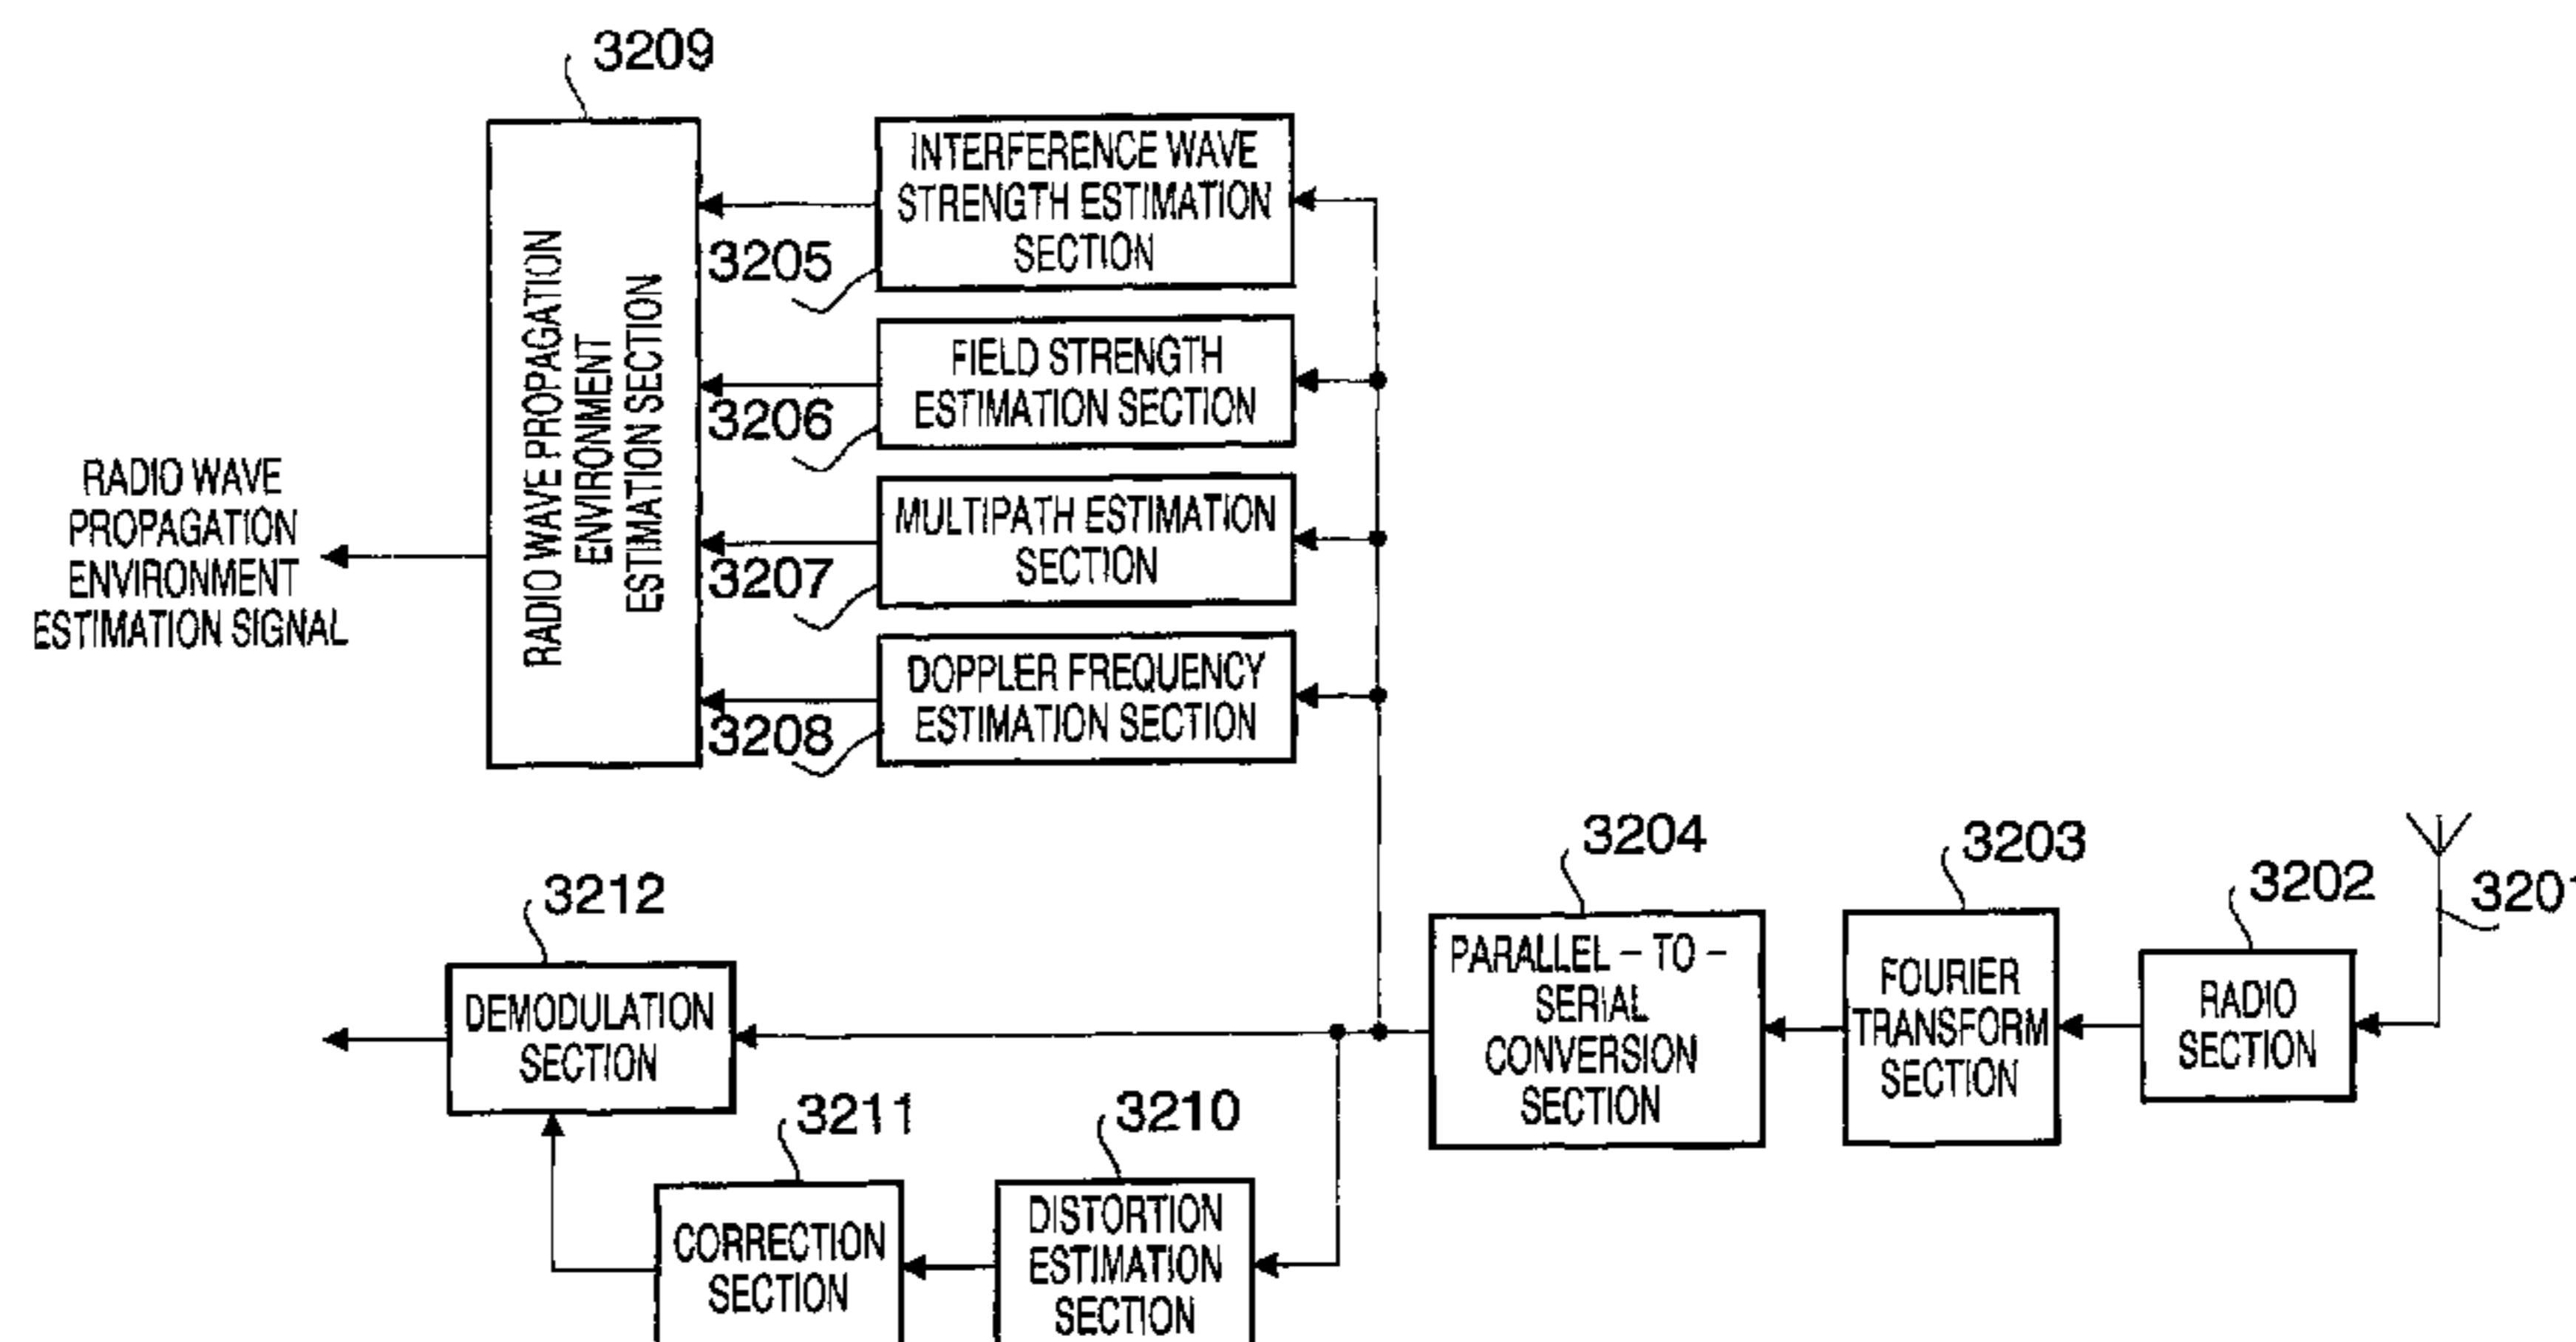 3209
INTERFERENCE WAVE
STRENGTH ESTIMATION
SECTION
3205
RADIO WAVE PROPAGATION
ENVIRONMENT
ESTIMATION SECTION
FIELD STRENGTH
ESTIMATION SECTION
3206
RADIO WAVE
PROPAGATION
ENVIRONMENT
ESTIMATION SIGNAL
MULTIPATH ESTIMATION
SECTION
3207
DOPPLER FREQUENCY
ESTIMATION SECTION
3208
3204
3203
3202
3201
3212
PARALLEL – TO –
SERIAL
CONVERSION
SECTION
FOURIER
TRANSFORM
SECTION
RADIO
SECTION
DEMODULATION
SECTION
3211
3210
CORRECTION
SECTION
DISTORTION
ESTIMATION
SECTION